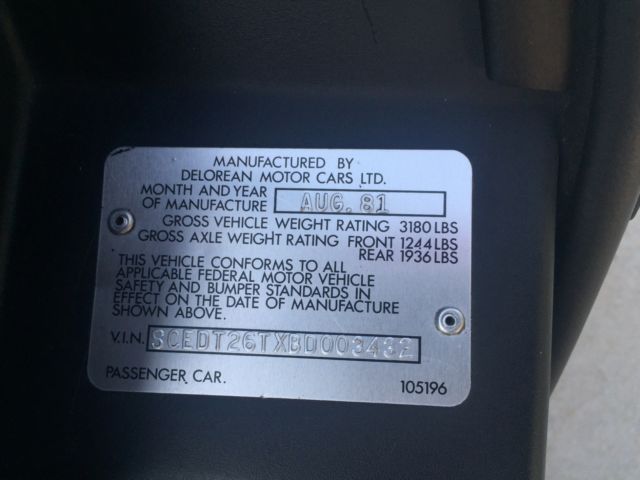 MANUFACTURED BY
DELOREAN MOTOR CARS LTD.
MONTH AND YEAR
OF MANUFACTURE AUG. 81
GROSS VEHICLE WEIGHT RATING 3180 LBS
GROSS AXLE WEIGHT RATING FRONT 1244 LBS
REAR 1936 LBS
THIS VEHICLE CONFORMS TO ALL
APPLICABLE FEDERAL MOTOR VEHICLE
SAFETY AND BUMPER STANDARDS IN
EFFECT ON THE DATE OF MANUFACTURE
SHOWN ABOVE.
V.I.N. SCEDT26TXBD003432
PASSENGER CAR. 105196